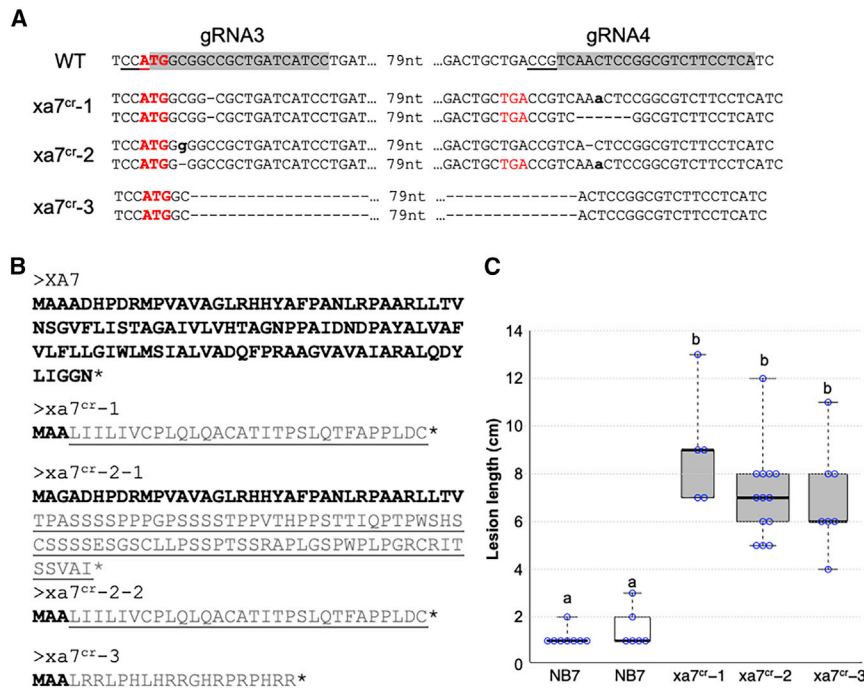 A
gRNA3 gRNA4
WT TCCATGGCGGCCGCTGATCATCCTGAT… 79nt …GACTGCTGACCGTCAACTCCGGCGTCTTCCTCATC
xa7cr-1 TCCATGGCGG-CGCTGATCATCCTGAT… 79nt …GACTGCTGACCGTCAAaCTCCGGCGTCTTCCTCATC
TCCATGGCGG-CGCTGATCATCCTGAT… 79nt …GACTGCTGACCGTC------GGCGTCTTCCTCATC
xa7cr-2 TCCATGGgGGCCGCTGATCATCCTGAT… 79nt …GACTGCTGACCGTCA-CTCCGGCGTCTTCCTCATC
TCCATGG-GGCCGCTGATCATCCTGAT… 79nt …GACTGCTGACCGTCAAaCTCCGGCGTCTTCCTCATC
xa7cr-3 TCCATGGC------------------… 79nt …-------------ACTCCGGCGTCTTCCTCATC
TCCATGGC------------------… 79nt …-------------ACTCCGGCGTCTTCCTCATC
B
>XA7
MAAADHPDRMPVAVAGLRHHYAFPANLRPAARLLTV
NSGVFLISTAGAIVLVHTAGNPPAIDNDPAYALVAF
VLFLLGIWLMSIALVADQFPRAAGVAVAIARALQDY
LIGGN*
>xa7cr-1
MAALIILIVCPLQLQACATITPSLQTFAPPLDC*
>xa7cr-2-1
MAGADHPDRMPVAVAGLRHHYAFPANLRPAARLLTV
TPASSSSPPPGPSSSSTPPVTHPPSTTIQPTPWSHS
CSSSSESGSCLLPSSPTSSRAPLGSPWPLPGRCRIT
SSVAI*
>xa7cr-2-2
MAALIILIVCPLQLQACATITPSLQTFAPPLDC*
>xa7cr-3
MAALRRLPHLHRRGHRPRPHRR*
C
Lesion length (cm)
14
12
10
8
6
4
2
0
a a b b b
NB7 NB7 xa7cr-1 xa7cr-2 xa7cr-3